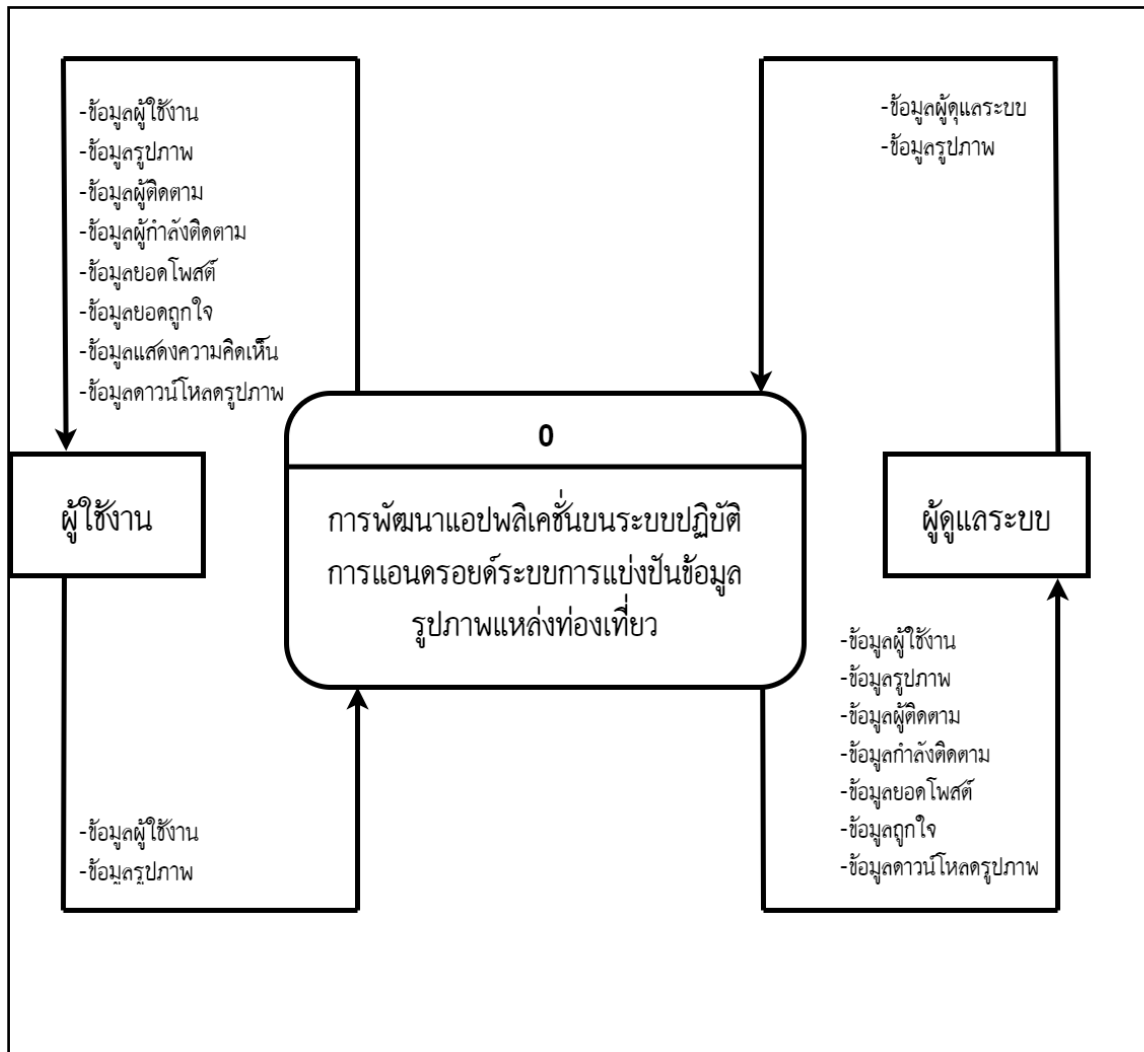 -ข้อมูลผู้ใช้งาน
-ข้อมูลรูปภาพ
-ข้อมูลผู้ติดตาม
-ข้อมูลผู้กำลังติดตาม
-ข้อมูลยอดโพสต์
-ข้อมูลยอดถูกใจ
-ข้อมูลแสดงความคิดเห็น
-ข้อมูลดาวน์โหลดรูปภาพ
-ข้อมูลผู้ดุแลระบบ
-ข้อมูลรูปภาพ
0
การพัฒนาแอปพลิเคชั่นบนระบบปฏิบัติ
การแอนดรอยด์ระบบการแบ่งปันข้อมูล
รูปภาพแหล่งท่องเที่ยว
ผู้ใช้งาน
ผู้ดูแลระบบ
-ข้อมูลผู้ใช้งาน
-ข้อมูลรูปภาพ
-ข้อมูลผู้ใช้งาน
-ข้อมูลรูปภาพ
-ข้อมูลผู้ติดตาม
-ข้อมูลกำลังติดตาม
-ข้อมูลยอดโพสต์
-ข้อมูลถูกใจ
-ข้อมูลดาวน์โหลดรูปภาพ